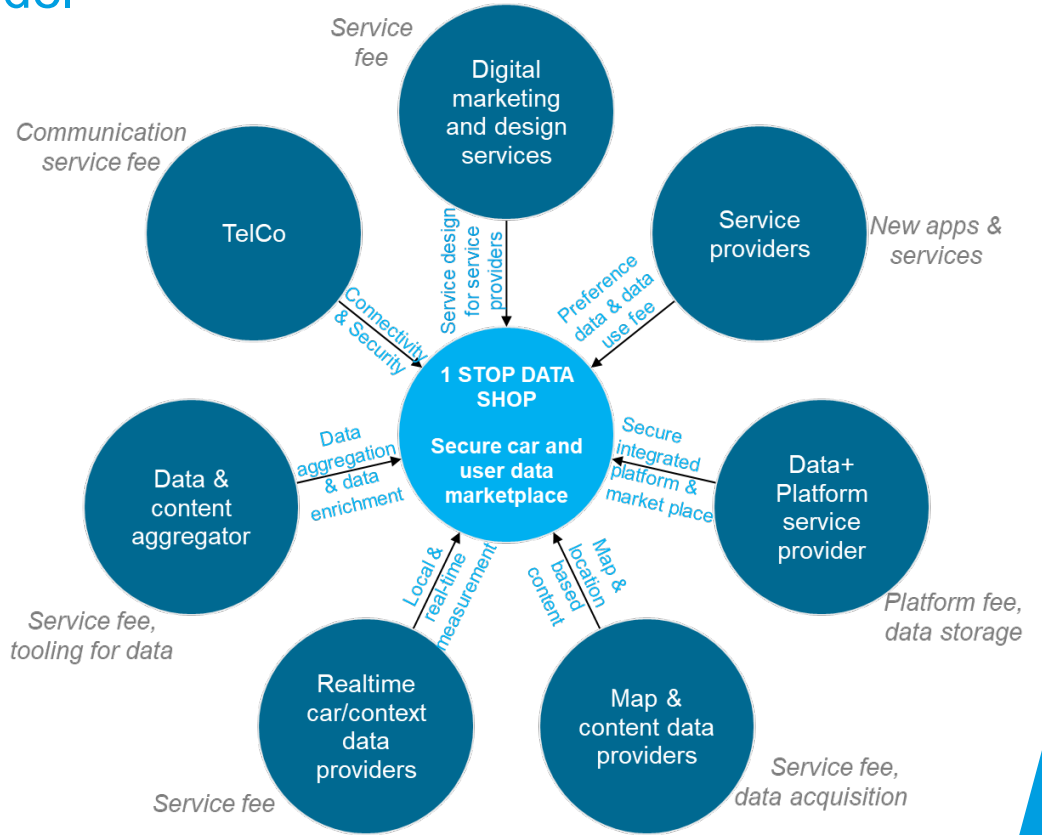 Service
fee
Digital
marketing
and design
services
Communication
service fee
TelCo
Service
providers
New apps &
services
Service design
for service
providers
Connectivity
& Security
Preference
data & data
use fee
1 STOP DATA
SHOP
Secure car and
user data
marketplace
Data
aggregation
& data
enrichment
Secure
integrated
platform &
market place
Data &
content
aggregator
Data+
Platform
service
provider
Local &
real-time
measurement
Map &
location
based
content
Service fee,
tooling for data
Platform fee,
data storage
Realtime
car/context
data
providers
Map &
content data
providers
Service fee
Service fee,
data acquisition